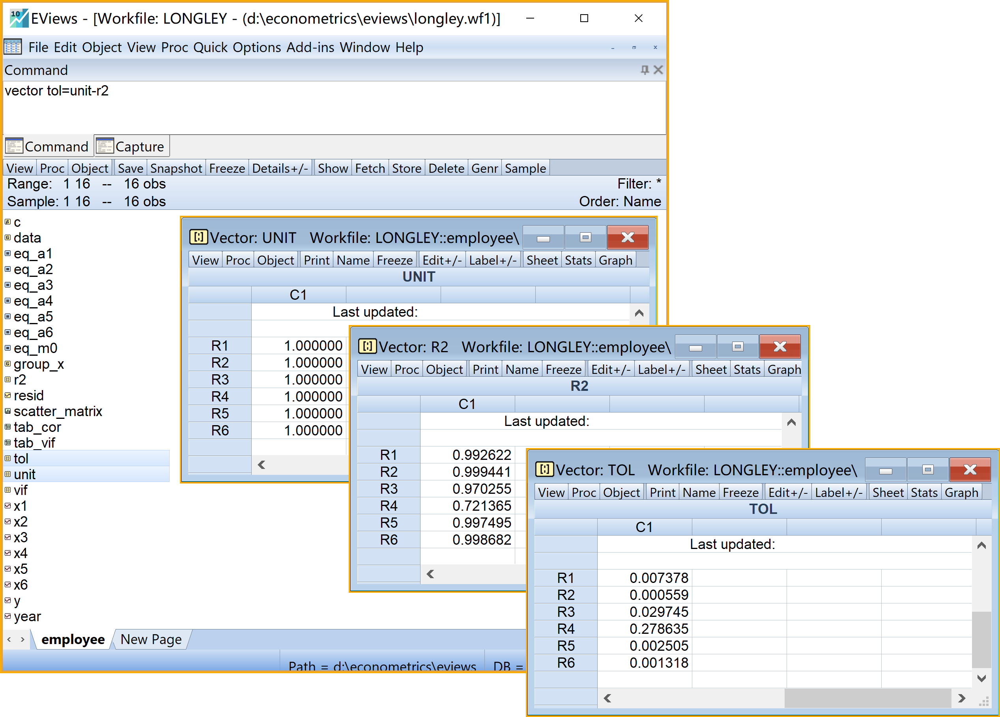 EViews - [Workfile: LONGLEY - (d:\econometrics\eviews\longley.wf1)]
File Edit Object View Proc Quick Options Add-ins Window Help
Command
vector tol=unit-r2
Command Capture
View Proc Object Save Snapshot Freeze Details+/- Show Fetch Store Delete Genr Sample
Range: 1 16 -- 16 obs Filter: *
Sample: 1 16 -- 16 obs Order: Name
c
data
eq_a1
eq_a2
eq_a3
eq_a4
eq_a5
eq_a6
eq_m0
group_x
r2
resid
scatter_matrix
tab_cor
tab_vif
tol
unit
vif
x1
x2
x3
x4
x5
x6
y
year
employee New Page
Path = d:\econometrics\eviews DB =
Vector: UNIT Workfile: LONGLEY::employee\
View Proc Object Print Name Freeze Edit+/- Label+/- Sheet Stats Graph
UNIT
C1
Last updated:
R1 1.000000
R2 1.000000
R3 1.000000
R4 1.000000
R5 1.000000
R6 1.000000
Vector: R2 Workfile: LONGLEY::employee\
View Proc Object Print Name Freeze Edit+/- Label+/- Sheet Stats Graph
R2
C1
Last updated:
R1 0.992622
R2 0.999441
R3 0.970255
R4 0.721365
R5 0.997495
R6 0.998682
Vector: TOL Workfile: LONGLEY::employee\
View Proc Object Print Name Freeze Edit+/- Label+/- Sheet Stats Graph
TOL
C1
Last updated:
R1 0.007378
R2 0.000559
R3 0.029745
R4 0.278635
R5 0.002505
R6 0.001318